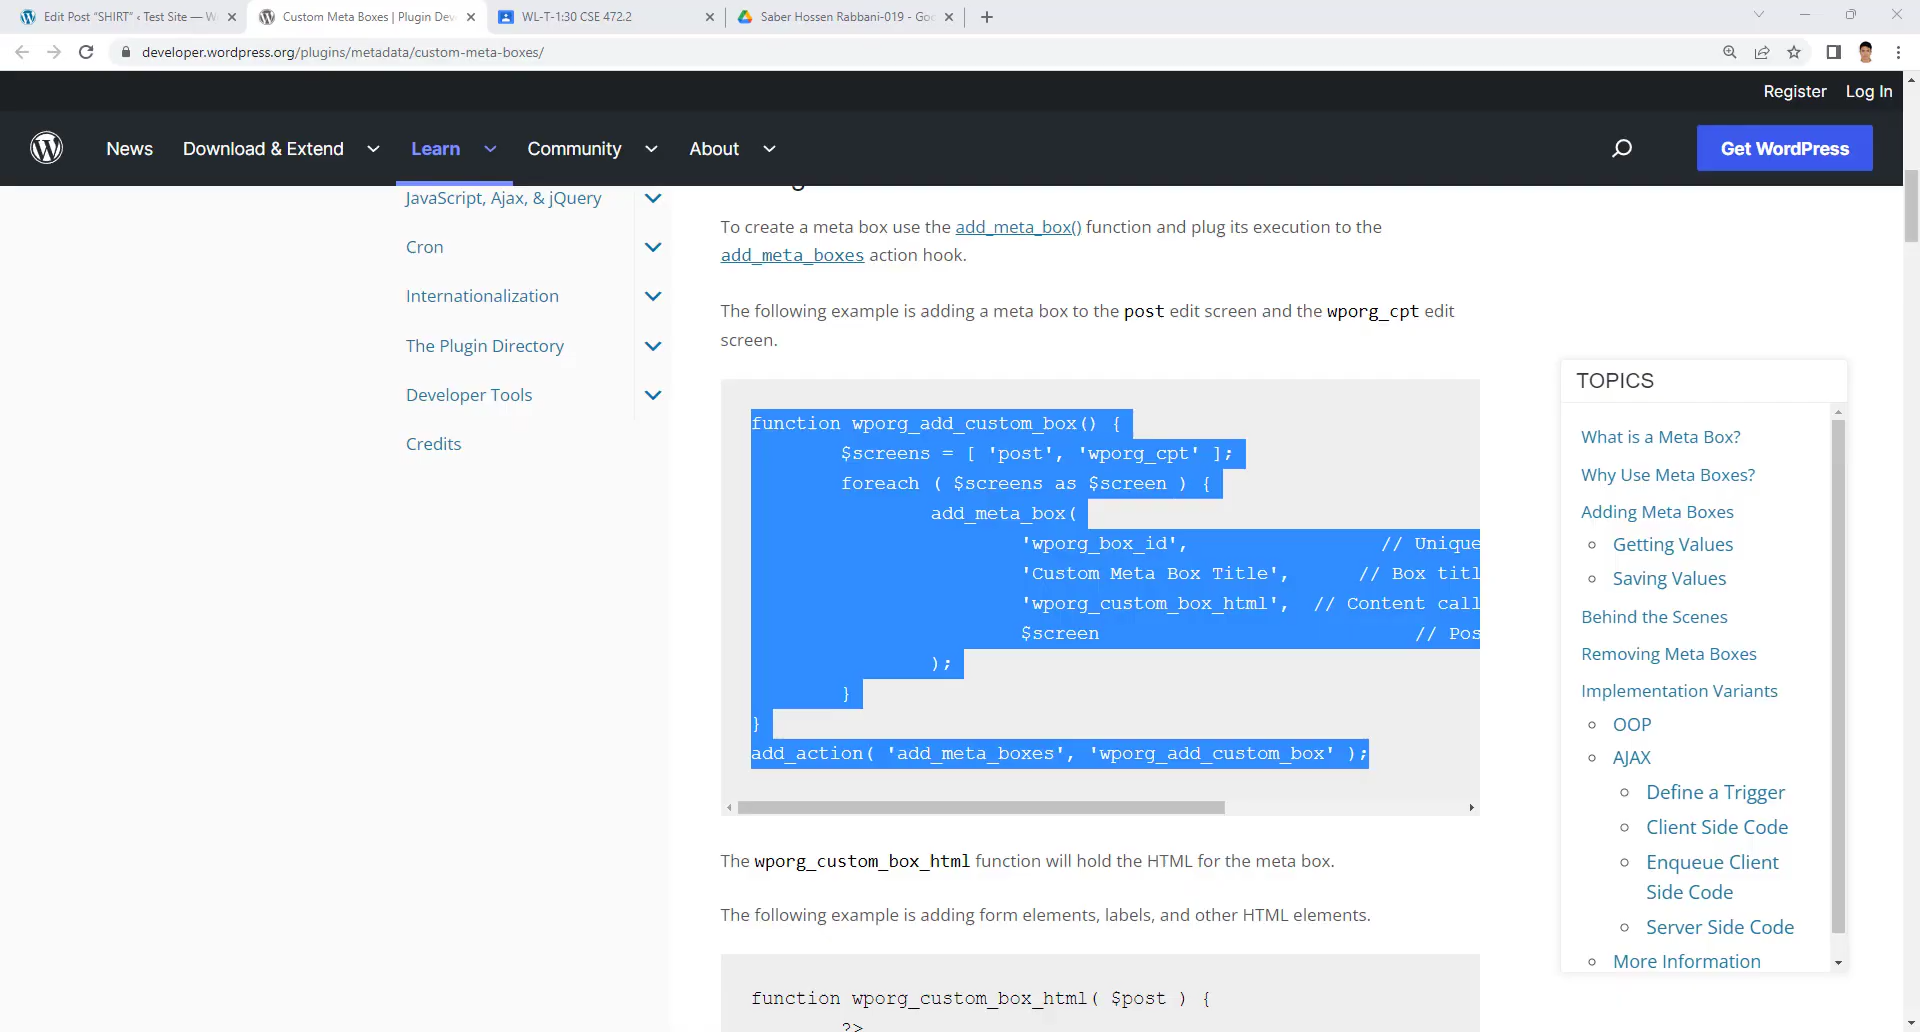 Edit Post “SHIRT” ‹ Test Site — W
Custom Meta Boxes | Plugin Dev
WL-T-1:30 CSE 472.2
Saber Hossen Rabbani-019 - Goo
developer.wordpress.org/plugins/metadata/custom-meta-boxes/
Register Log In
News Download & Extend Learn Community About Get WordPress
JavaScript, Ajax, & jQuery
Cron
Internationalization
The Plugin Directory
Developer Tools
Credits
To create a meta box use the add_meta_box() function and plug its execution to the
add_meta_boxes action hook.
The following example is adding a meta box to the post edit screen and the wporg_cpt edit
screen.
function wporg_add_custom_box() {
$screens = [ 'post', 'wporg_cpt' ];
foreach ( $screens as $screen ) {
add_meta_box(
'wporg_box_id', // Unique
'Custom Meta Box Title', // Box titl
'wporg_custom_box_html', // Content call
$screen // Pos
);
}
}
add_action( 'add_meta_boxes', 'wporg_add_custom_box' );
The wporg_custom_box_html function will hold the HTML for the meta box.
The following example is adding form elements, labels, and other HTML elements.
function wporg_custom_box_html( $post ) {
?>
TOPICS
What is a Meta Box?
Why Use Meta Boxes?
Adding Meta Boxes
Getting Values
Saving Values
Behind the Scenes
Removing Meta Boxes
Implementation Variants
OOP
AJAX
Define a Trigger
Client Side Code
Enqueue Client
Side Code
Server Side Code
More Information